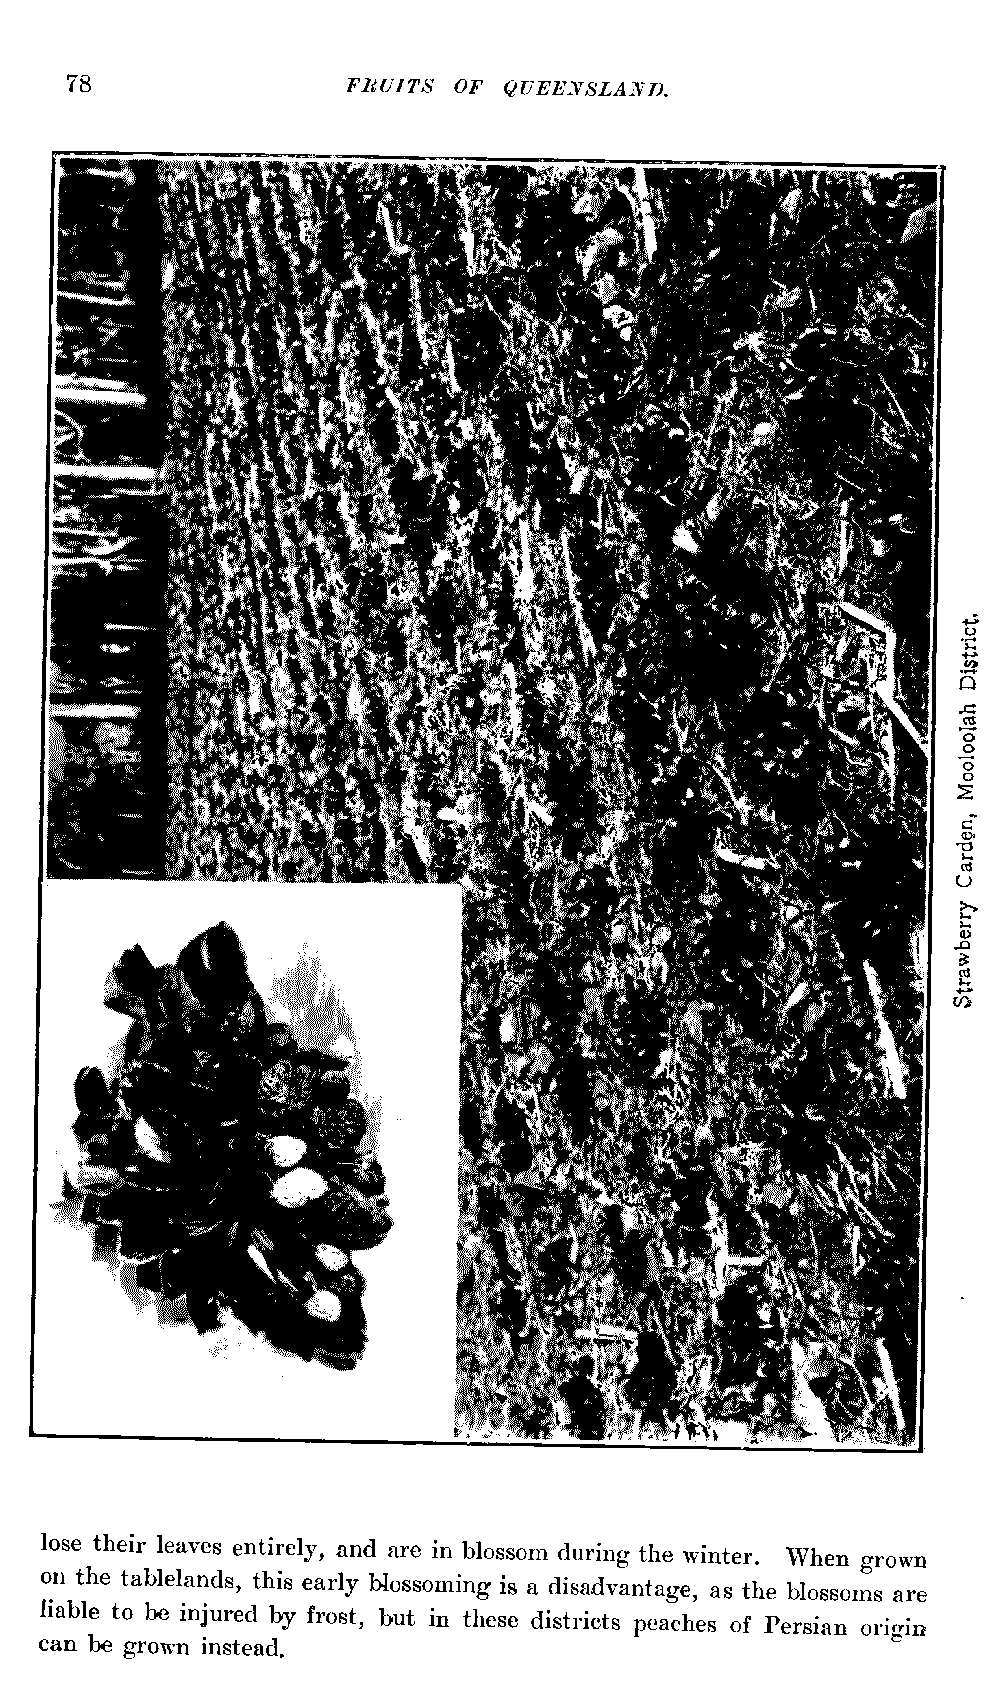 78 FRUITS OF QUEENSLAND.
Strawberry Garden, Mooloolah District.
lose their leaves entirely, and are in blossom during the winter. When grown
on the tablelands, this early blossoming is a disadvantage, as the blossoms are
liable to be injured by frost, but in these districts peaches of Persian origin
can be grown instead.